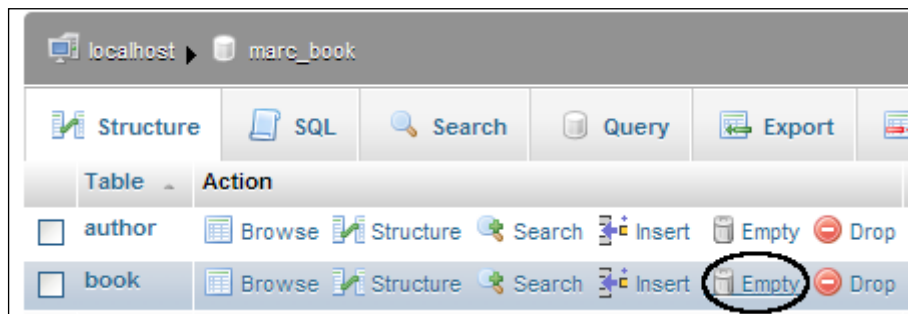 localhost marc_book
Structure SQL Search Query Export
Table Action
author Browse Structure Search Insert Empty Drop
book Browse Structure Search Insert Empty Drop